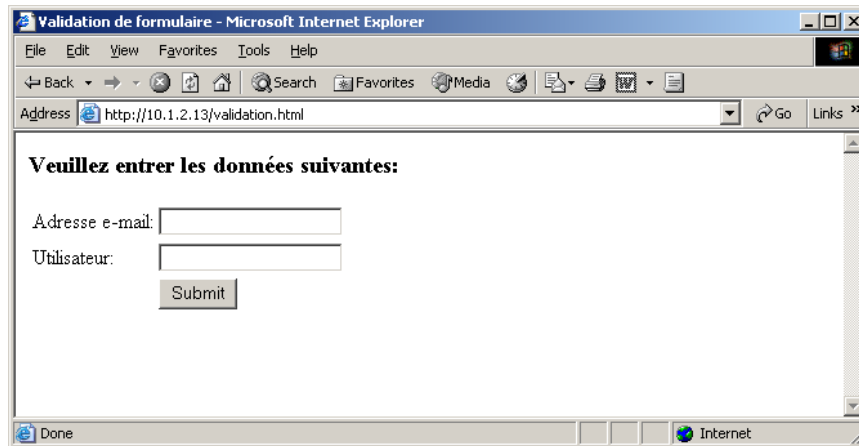 Validation de formulaire - Microsoft Internet Explorer
File Edit View Favorites Tools Help
Back Search Favorites Media
Address http://10.1.2.13/validation.html Go Links »
Veuillez entrer les données suivantes:
Adresse e-mail:
Utilisateur:
Submit
Done Internet